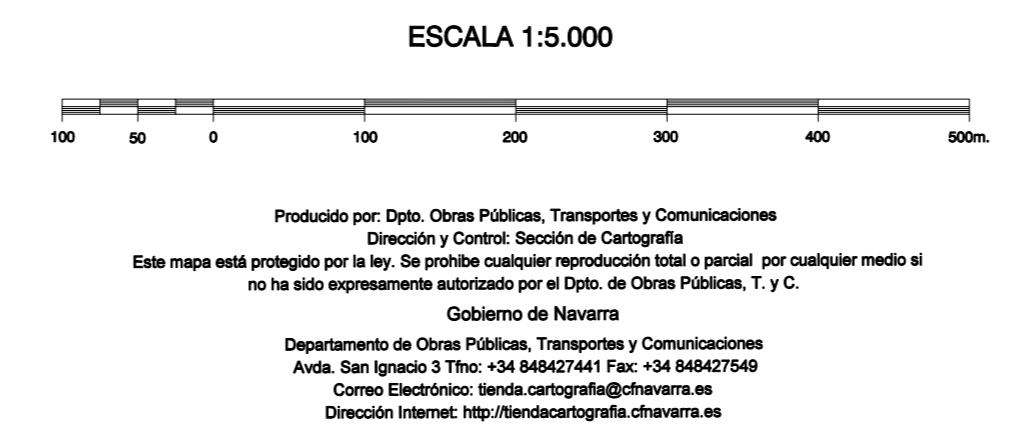 ESCALA 1:5.000
100 50 0 100 200 300 400 500m.
Producido por: Dpto. Obras Públicas, Transportes y Comunicaciones
Dirección y Control: Sección de Cartografía
Este mapa está protegido por la ley. Se prohibe cualquier reproducción total o parcial por cualquier medio si
no ha sido expresamente autorizado por el Dpto. de Obras Públicas, T. y C.
Gobierno de Navarra
Departamento de Obras Públicas, Transportes y Comunicaciones
Avda. San Ignacio 3 Tfno: +34 848427441 Fax: +34 848427549
Correo Electrónico: tienda.cartografia@cfnavarra.es
Dirección Internet: http://tiendacartografia.cfnavarra.es